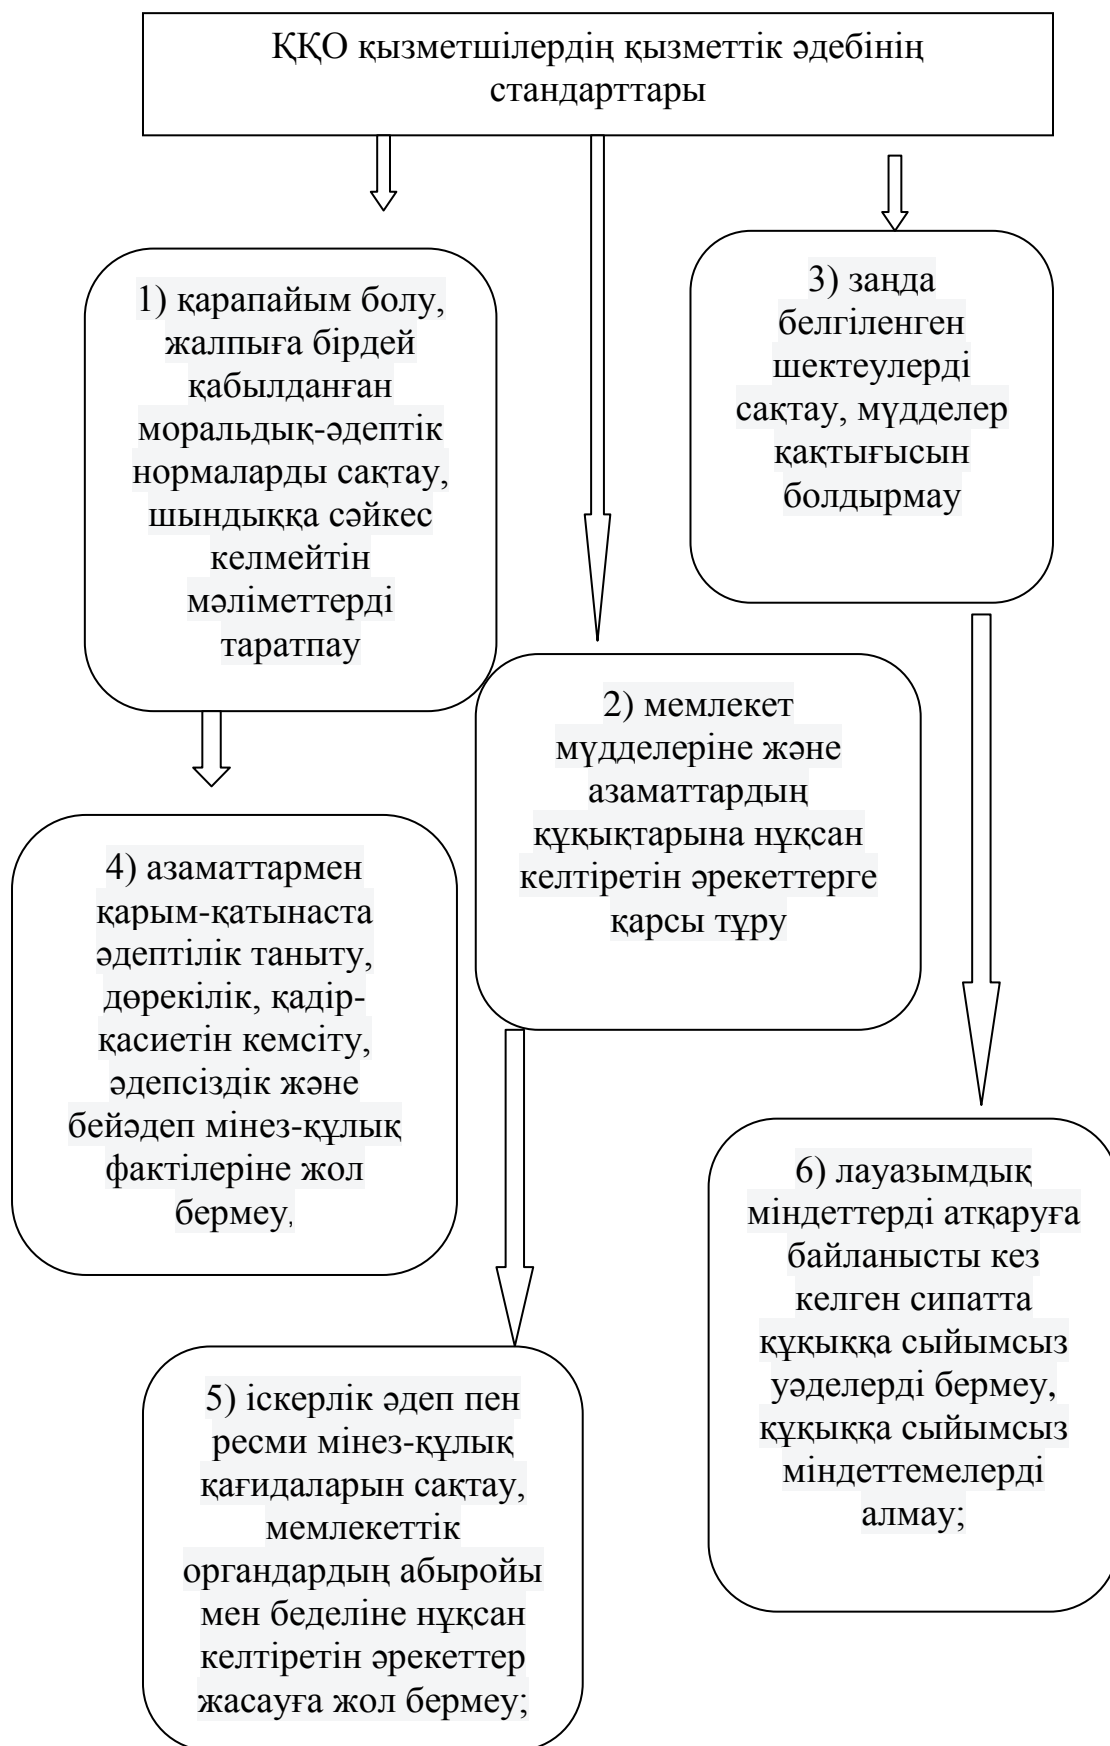 ҚҚО қызметшілердің қызметтік әдебінің
стандарттары
1) қарапайым болу,
жалпыға бірдей
қабылданған
моральдық-әдептік
нормаларды сақтау,
шындыққа сәйкес
келмейтін
мәліметтерді
таратпау
2) мемлекет
мүдделеріне және
азаматтардың
құқықтарына нұқсан
келтіретін әрекеттерге
қарсы тұру
3) заңда
белгіленген
шектеулерді
сақтау, мүдделер
қақтығысын
болдырмау
4) азаматтармен
қарым-қатынаста
әдептілік таныту,
дөрекілік, қадір-
қасиетін кемсіту,
әдепсіздік және
бейәдеп мінез-құлық
фактілеріне жол
бермеу,
5) іскерлік әдеп пен
ресми мінез-құлық
қағидаларын сақтау,
мемлекеттік
органдардың абыройы
мен беделіне нұқсан
келтіретін әрекеттер
жасауға жол бермеу;
6) лауазымдық
міндеттерді атқаруға
байланысты кез
келген сипатта
құқыққа сыйымсыз
уәделерді бермеу,
құқыққа сыйымсыз
міндеттемелерді
алмау;